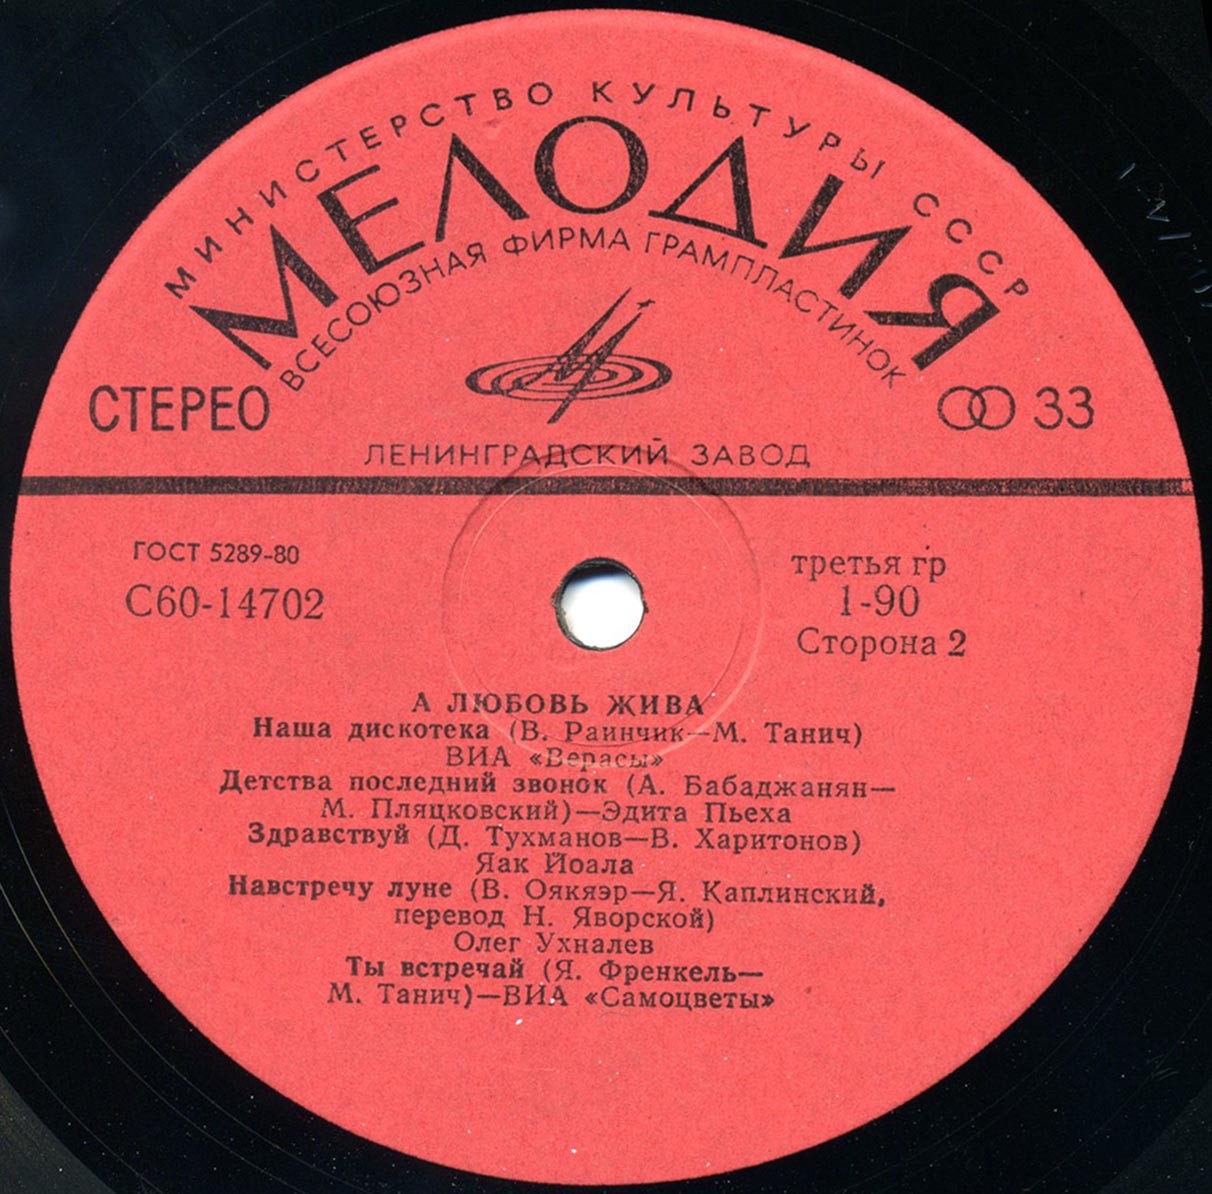 МИНИСТЕРСТВО КУЛЬТУРЫ СССР
МЕЛОДИЯ
ВСЕСОЮЗНАЯ ФИРМА ГРАМПЛАСТИНОК
СТЕРЕО
33
ЛЕНИНГРАДСКИЙ ЗАВОД
ГОСТ 5289-80
С60-14702
третья гр
1-90
Сторона 2
А ЛЮБОВЬ ЖИВА
Наша дискотека (В. Раинчик—М. Танич)
ВИА «Верасы»
Детства последний звонок (А. Бабаджанян—
М. Пляцковский)—Эдита Пьеха
Здравствуй (Д. Тухманов—В. Харитонов)
Яак Йоала
Навстречу луне (В. Оякяэр—Я. Каплинский,
перевод Н. Яворской)
Олег Ухналев
Ты встречай (Я. Френкель—
М. Танич)—ВИА «Самоцветы»